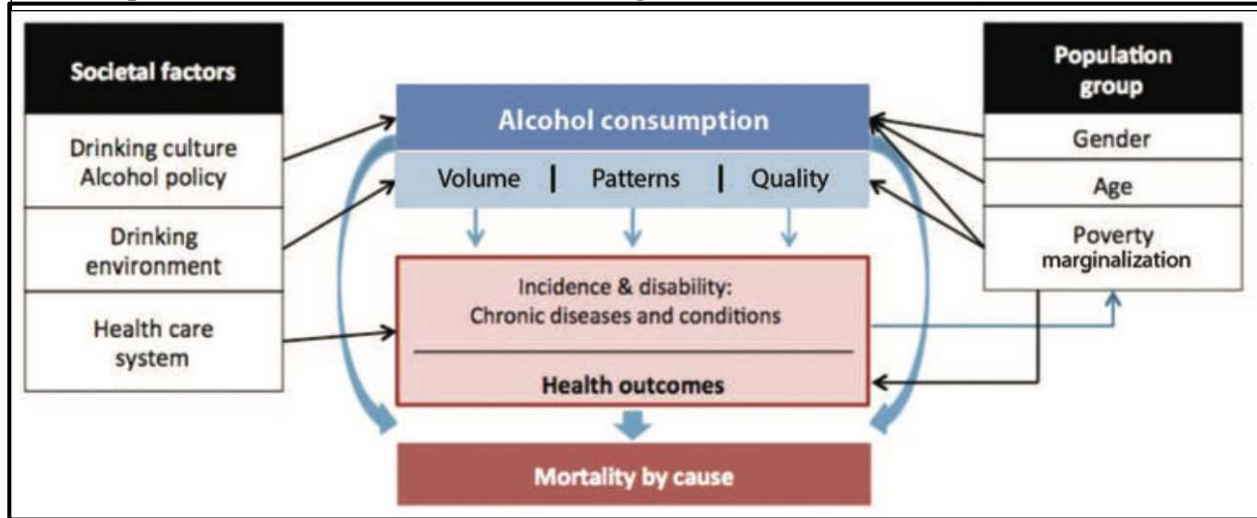 Societal factors
Drinking culture
Alcohol policy
Drinking
environment
Health care
system
Alcohol consumption
Volume | Patterns | Quality
Incidence & disability:
Chronic diseases and conditions
Health outcomes
Mortality by cause
Population
group
Gender
Age
Poverty
marginalization